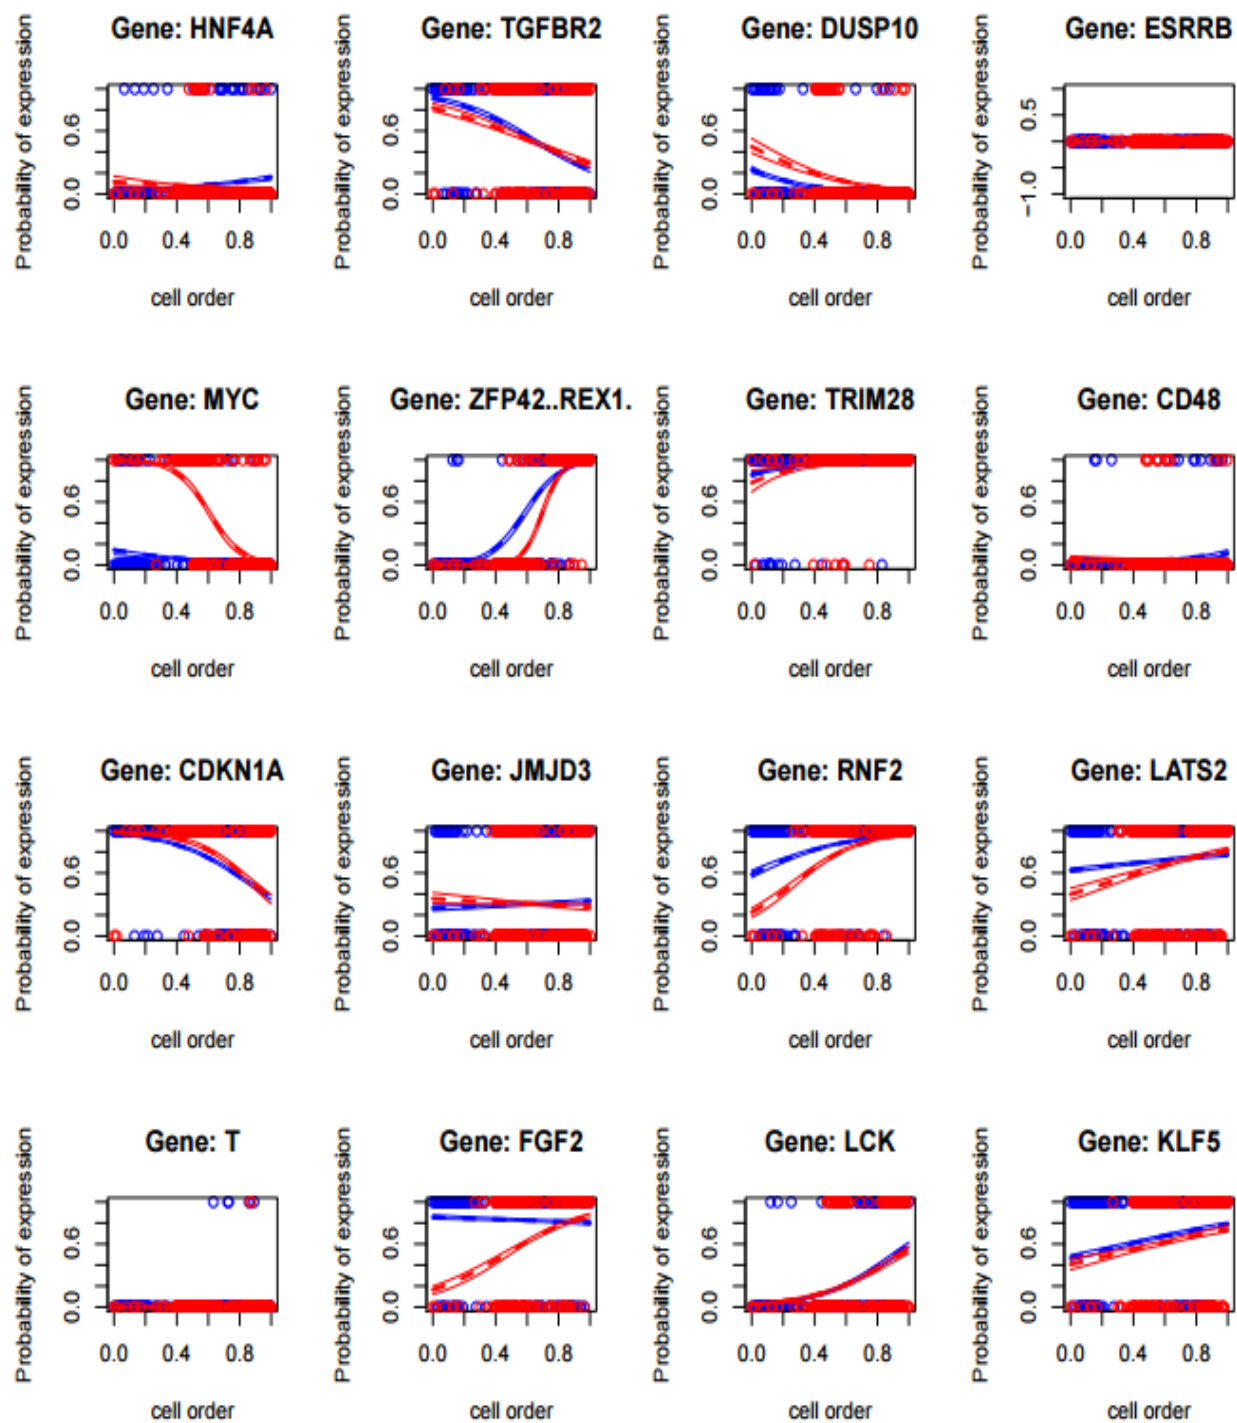 Gene: HNF4A
Probability of expression
0.0 0.6
0.0 0.4 0.8
cell order
Gene: TGFBR2
Probability of expression
0.0 0.6
0.0 0.4 0.8
cell order
Gene: DUSP10
Probability of expression
0.0 0.6
0.0 0.4 0.8
cell order
Gene: ESRRB
Probability of expression
−1.0 0.5
0.0 0.4 0.8
cell order
Gene: MYC
Probability of expression
0.0 0.6
0.0 0.4 0.8
cell order
Gene: ZFP42..REX1.
Probability of expression
0.0 0.6
0.0 0.4 0.8
cell order
Gene: TRIM28
Probability of expression
0.0 0.6
0.0 0.4 0.8
cell order
Gene: CD48
Probability of expression
0.0 0.6
0.0 0.4 0.8
cell order
Gene: CDKN1A
Probability of expression
0.0 0.6
0.0 0.4 0.8
cell order
Gene: JMJD3
Probability of expression
0.0 0.6
0.0 0.4 0.8
cell order
Gene: RNF2
Probability of expression
0.0 0.6
0.0 0.4 0.8
cell order
Gene: LATS2
Probability of expression
0.0 0.6
0.0 0.4 0.8
cell order
Gene: T
Probability of expression
0.0 0.6
0.0 0.4 0.8
cell order
Gene: FGF2
Probability of expression
0.0 0.6
0.0 0.4 0.8
cell order
Gene: LCK
Probability of expression
0.0 0.6
0.0 0.4 0.8
cell order
Gene: KLF5
Probability of expression
0.0 0.6
0.0 0.4 0.8
cell order